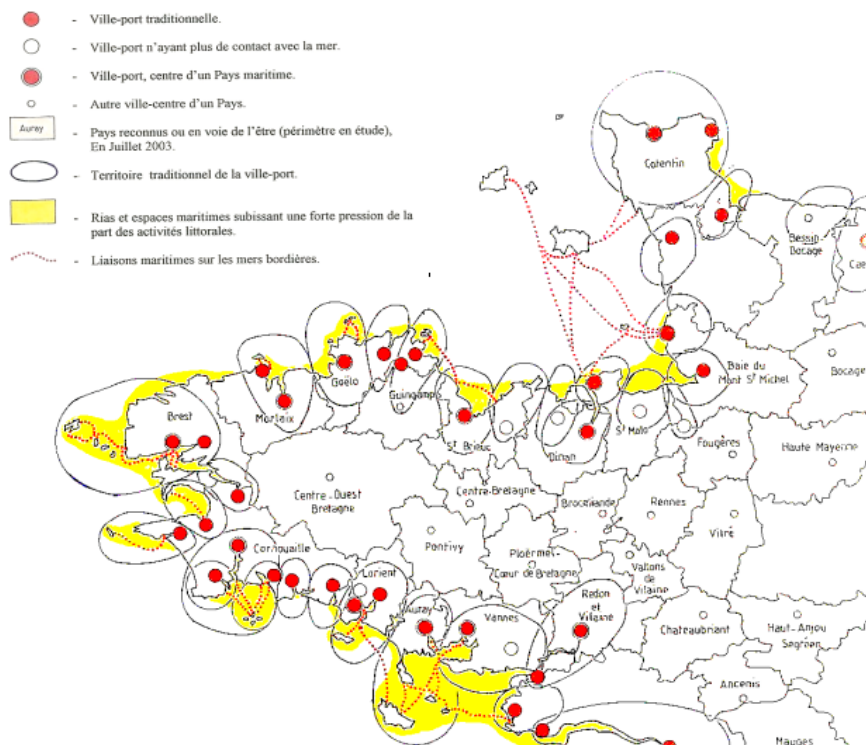 - Ville-port traditionnelle.
- Ville-port n'ayant plus de contact avec la mer.
- Ville-port, centre d'un Pays maritime.
- Autre ville-centre d'un Pays.
Auray - Pays reconnus ou en voie de l'être (périmètre en étude),
En Juillet 2003.
- Territoire traditionnel de la ville-port.
- Rias et espaces maritimes subissant une forte pression de la
part des activités littorales.
- Liaisons maritimes sur les mers bordières.
Cotentin
Bessin
Bocage
Cae
Goëlo
Guingamp
Morlaix
Baie du
Mont St Michel
Bocage
Brest
St Brieuc
Dinan
St Malo
Fougères
Haute Mayenne
Centre-Ouest
Bretagne
Centre-Bretagne
Brocéliande
Rennes
Vitré
Cornouaille
Pontivy
Ploërmel-
Cœur de Bretagne
Vallons
de
Vilaine
Lorient
Auray
Vannes
Redon
et
Vilaine
Chateaubriant
Haut-Anjou
Segréen
Ancenis
Mauges